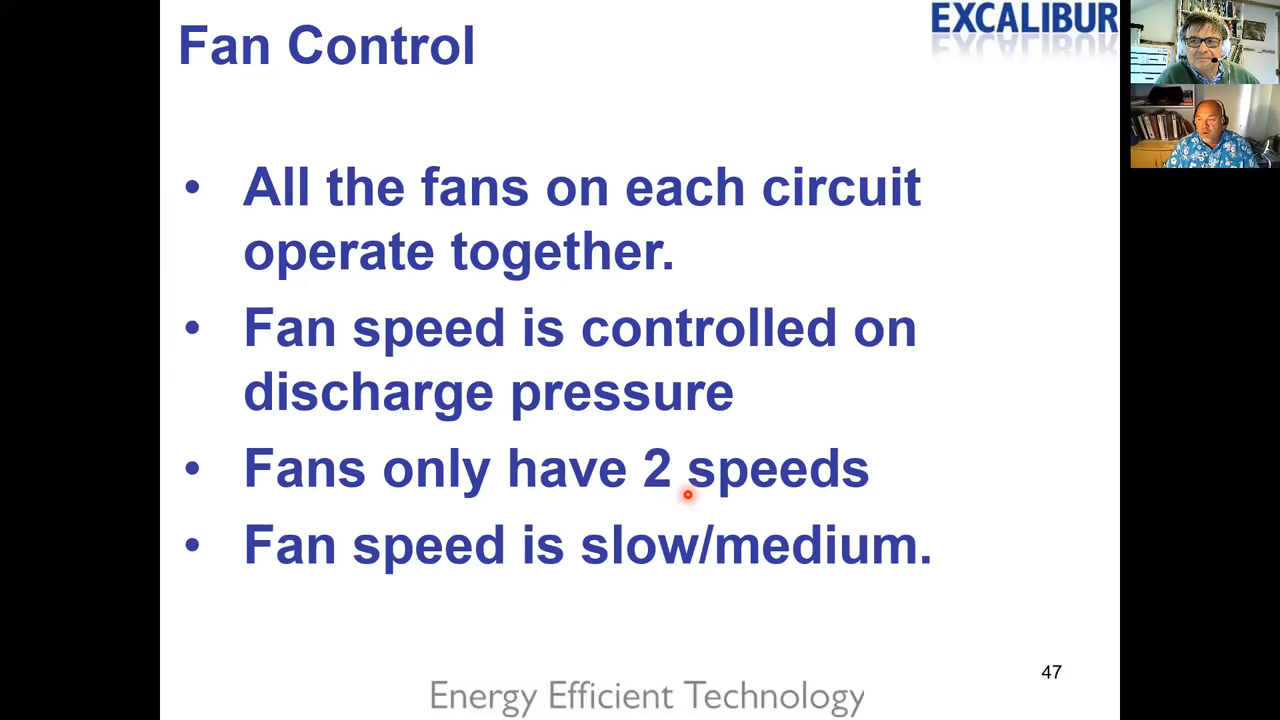 Fan Control
EXCALIBUR
• All the fans on each circuit
operate together.
• Fan speed is controlled on
discharge pressure
• Fans only have 2 speeds
• Fan speed is slow/medium.
47
Energy Efficient Technology